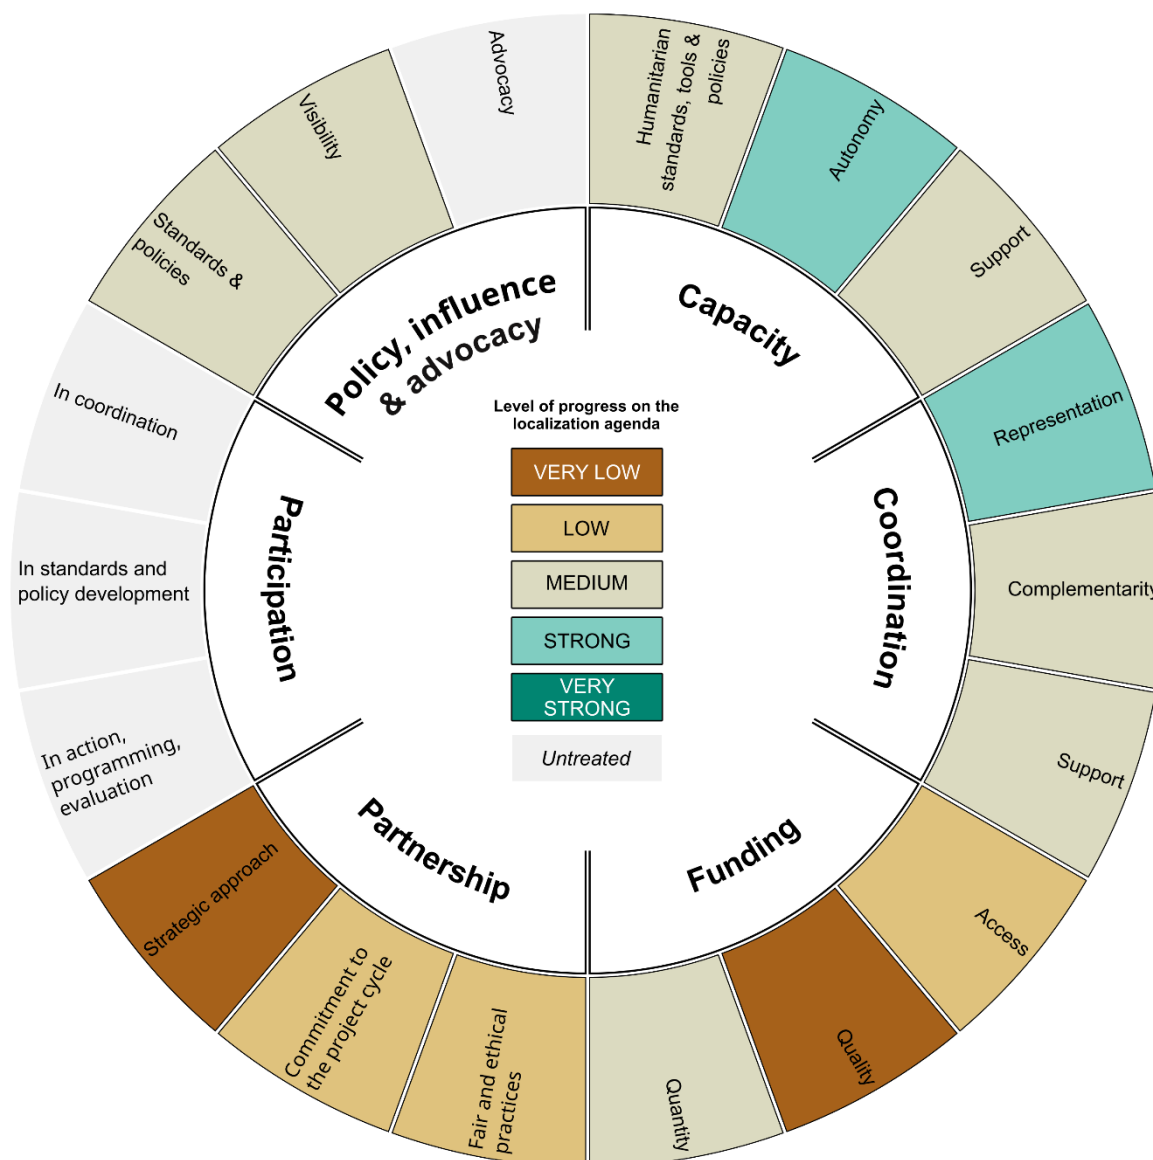 Advocacy
Humanitarian
standards, tools &
policies
Autonomy
Support
Representation
Complementarity
Support
Access
Quality
Quantity
Fair and ethical
practices
Commitment to
the project cycle
Strategic approach
In action,
programming,
evaluation
In standards and
policy development
In coordination
Standards &
policies
Visibility
Policy, influence
& advocacy
Capacity
Coordination
Funding
Partnership
Participation
Level of progress on the
localization agenda
VERY LOW
LOW
MEDIUM
STRONG
VERY
STRONG
Untreated